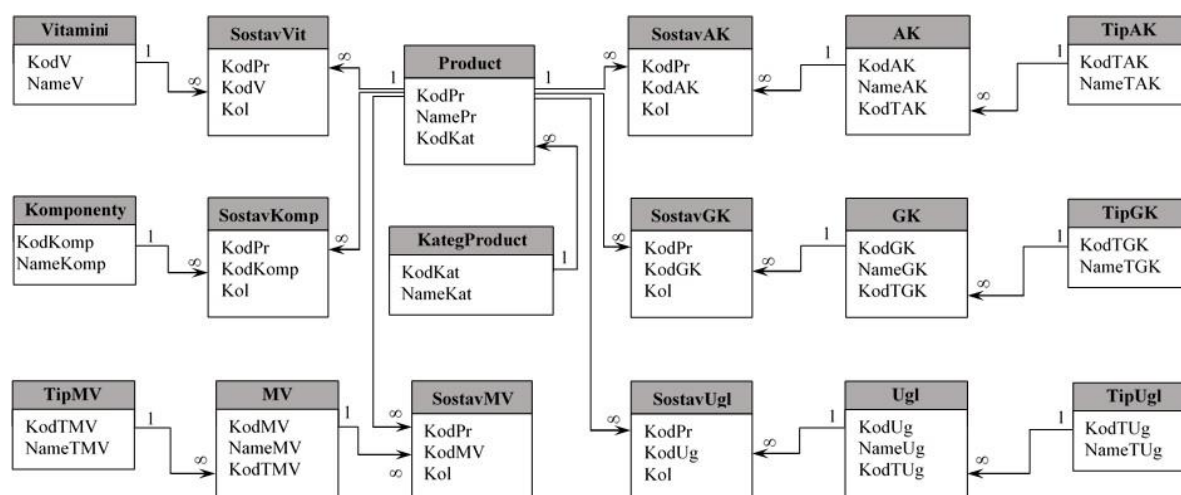 Vitamini
KodV
NameV
1
∞
SostavVit
KodPr
KodV
Kol
∞
Product
KodPr
NamePr
KodKat
1
1
∞
SostavAK
KodPr
KodAK
Kol
∞
∞
AK
KodAK
NameAK
KodTAK
1
∞
TipAK
KodTAK
NameTAK
1
Komponenty
KodKomp
NameKomp
1
∞
SostavKomp
KodPr
KodKomp
Kol
∞
KategProduct
KodKat
NameKat
1
SostavGK
KodPr
KodGK
Kol
∞
∞
GK
KodGK
NameGK
KodTGK
1
∞
TipGK
KodTGK
NameTGK
1
TipMV
KodTMV
NameTMV
1
∞
MV
KodMV
NameMV
KodTMV
1
∞
∞
SostavMV
KodPr
KodMV
Kol
SostavUgl
KodPr
KodUg
Kol
∞
∞
Ugl
KodUg
NameUg
KodTUg
1
∞
TipUgl
KodTUg
NameTUg
1